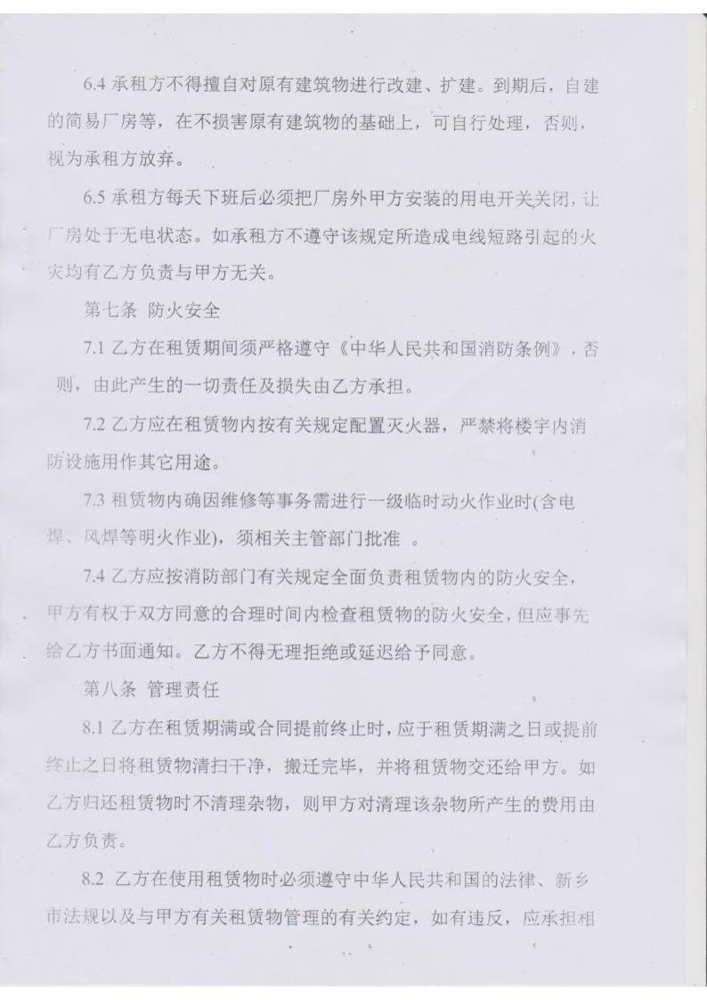 6.4 承租方不得擅自对原有建筑物进行改建、扩建。到期后，自建
的简易厂房等，在不损害原有建筑物的基础上，可自行处理，否则，
视为承租方放弃。
6.5 承租方每天下班后必须把厂房外甲方安装的用电开关关闭，让
厂房处于无电状态。如承租方不遵守该规定所造成电线短路引起的火
灾均有乙方负责与甲方无关。
第七条 防火安全
7.1 乙方在租赁期间须严格遵守《中华人民共和国消防条例》，否
则，由此产生的一切责任及损失由乙方承担。
7.2 乙方应在租赁物内按有关规定配置灭火器，严禁将楼宇内消
防设施用作其它用途。
7.3 租赁物内确因维修等事务需进行一级临时动火作业时(含电
焊、风焊等明火作业)，须相关主管部门批准 。
7.4 乙方应按消防部门有关规定全面负责租赁物内的防火安全，
甲方有权于双方同意的合理时间内检查租赁物的防火安全，但应事先
给乙方书面通知。乙方不得无理拒绝或延迟给予同意。
第八条 管理责任
8.1 乙方在租赁期满或合同提前终止时，应于租赁期满之日或提前
终止之日将租赁物清扫干净，搬迁完毕，并将租赁物交还给甲方。如
乙方归还租赁物时不清理杂物，则甲方对清理该杂物所产生的费用由
乙方负责。
8.2 乙方在使用租赁物时必须遵守中华人民共和国的法律、新乡
市法规以及与甲方有关租赁物管理的有关约定，如有违反，应承担相